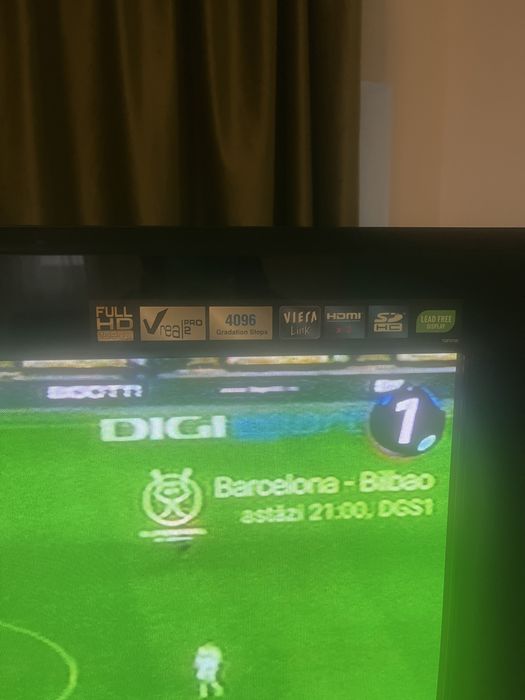 FULL HD
V real PRO 2
4096 Gradation Steps
VIERA Link
HDMI
SD HC
LEAD FREE DISPLAY
DIGI
1
Barcelona - Bilbao
astăzi 21:00, DGS1